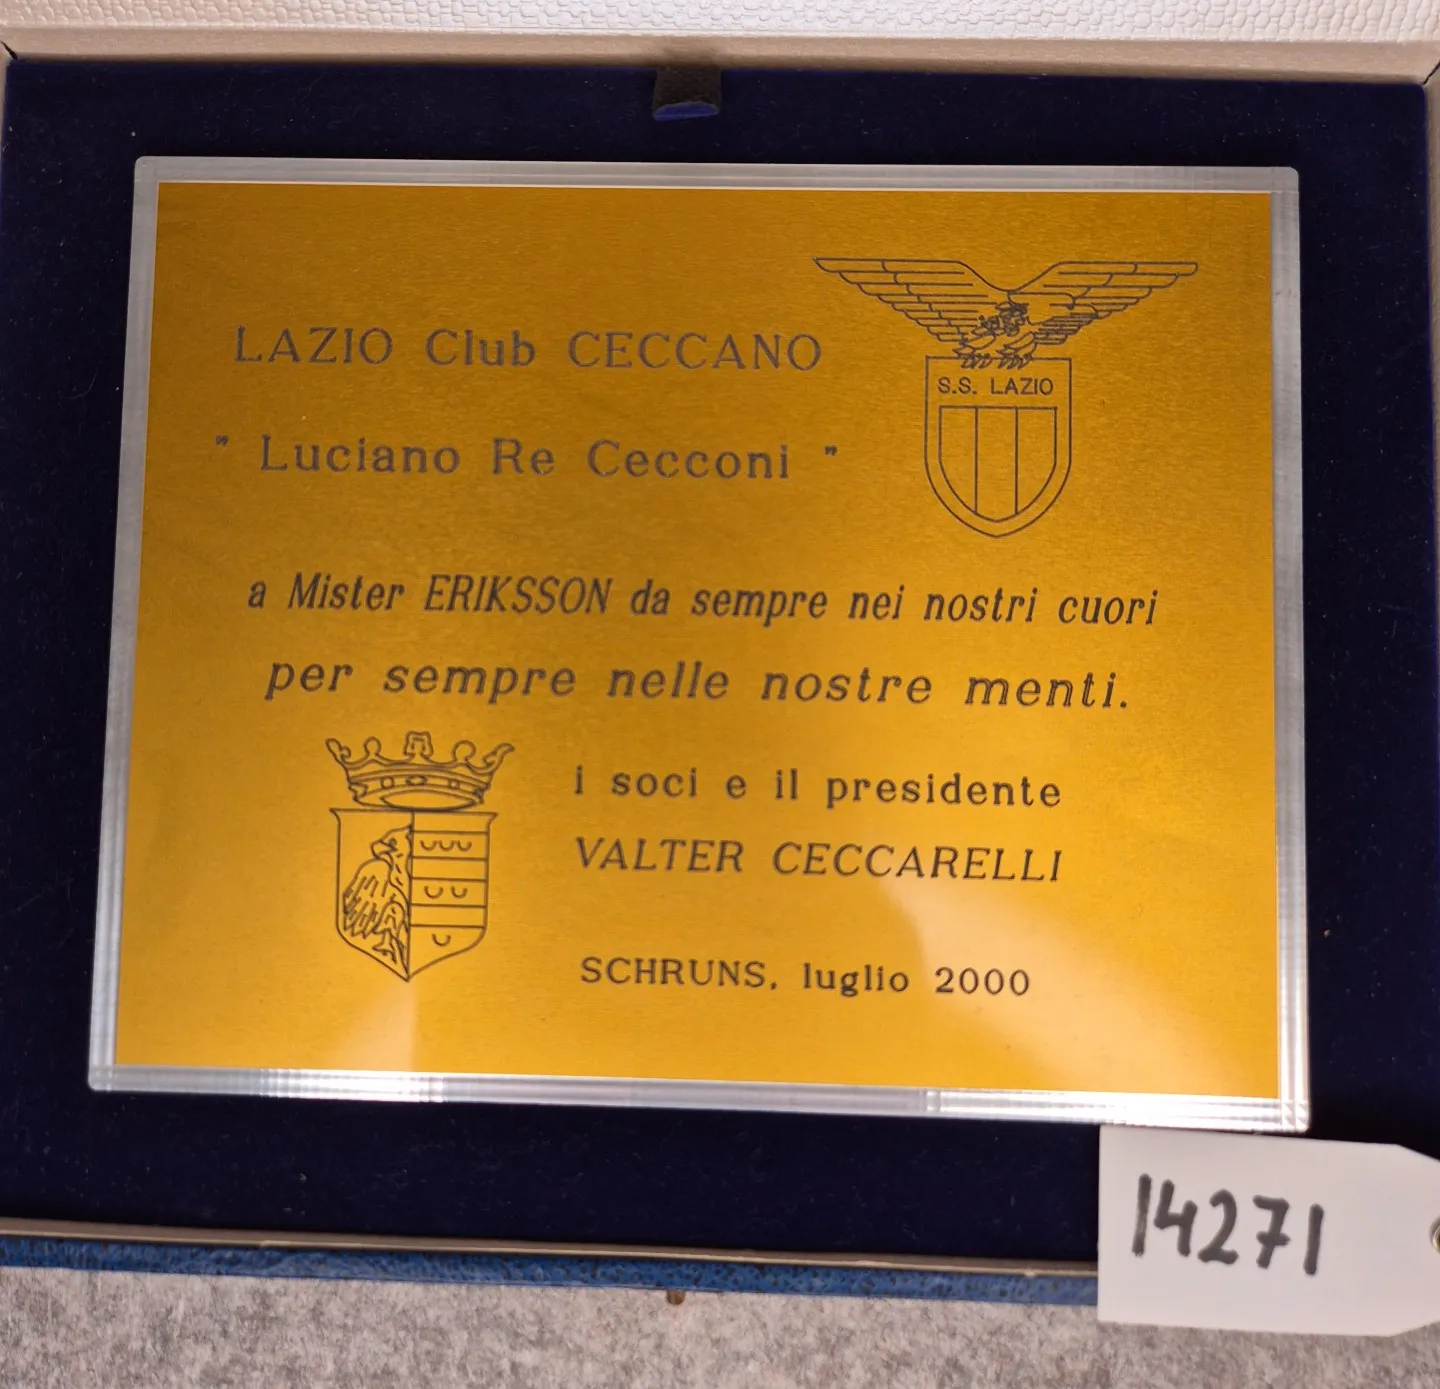 LAZIO Club CECCANO
" Luciano Re Cecconi "
S.S. LAZIO
a Mister ERIKSSON da sempre nei nostri cuori
per sempre nelle nostre menti.
i soci e il presidente
VALTER CECCARELLI
SCHRUNS, luglio 2000
14271